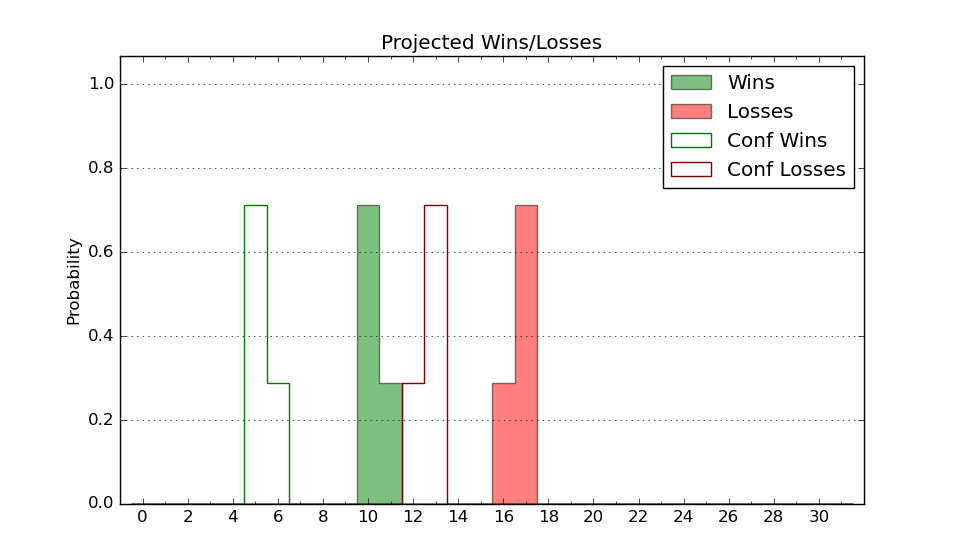 Projected Wins/Losses
Wins
Losses
Conf Wins
Conf Losses
Probability
1.0
0.8
0.6
0.4
0.2
0.0
0 2 4 6 8 10 12 14 16 18 20 22 24 26 28 30